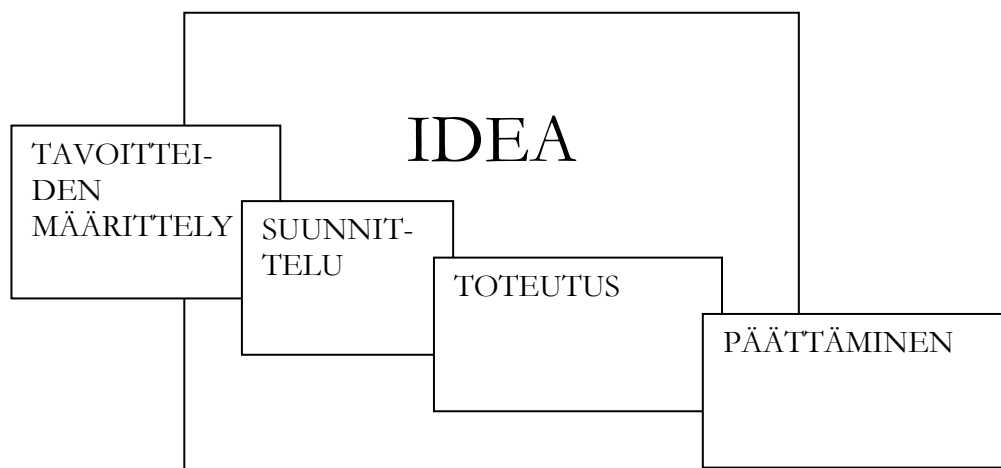 IDEA
TAVOITTEI-
DEN
MÄÄRITTELY
SUUNNIT-
TELU
TOTEUTUS
PÄÄTTÄMINEN